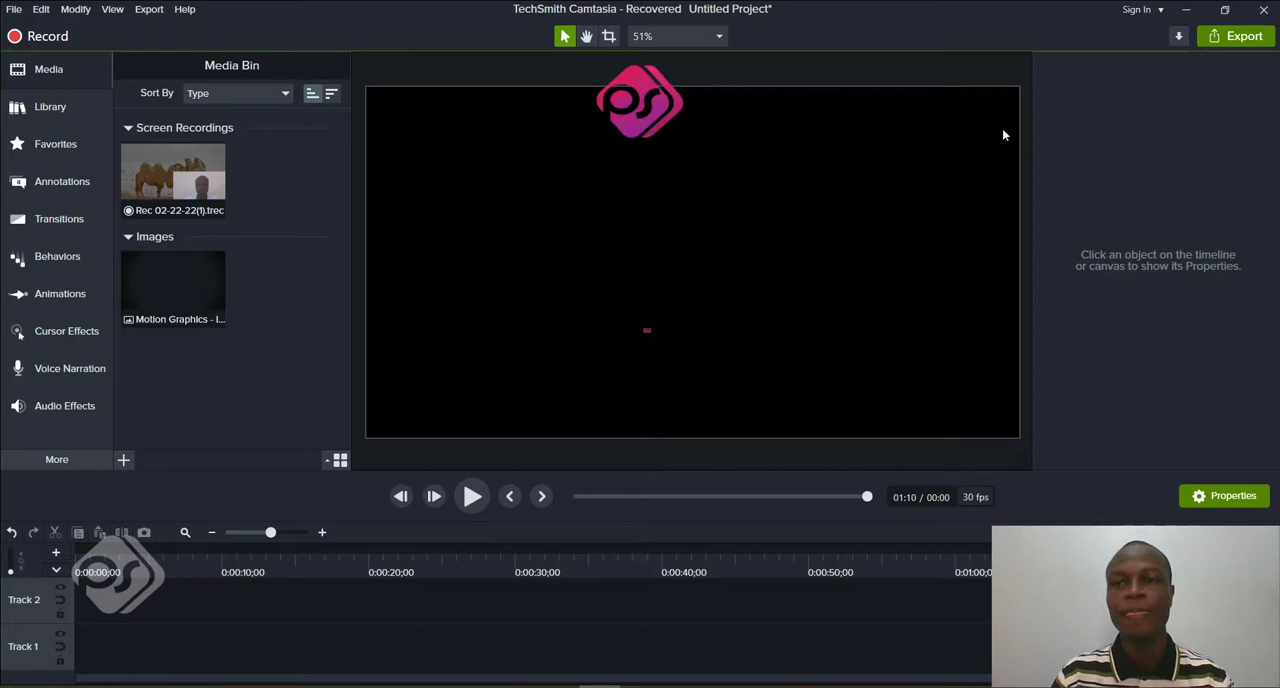 File Edit Modify View Export Help
TechSmith Camtasia - Recovered Untitled Project*
Sign In
Record
51%
Export
Media
Library
Favorites
Annotations
Transitions
Behaviors
Animations
Cursor Effects
Voice Narration
Audio Effects
More
Media Bin
Sort By Type
Screen Recordings
Rec 02-22-22(1).trec
Images
Motion Graphics - I...
ps
Click an object on the timeline
or canvas to show its Properties.
01:10 / 00:00 30 fps
Properties
0:00:00;00 0:00:10;00 0:00:20;00 0:00:30;00 0:00:40;00 0:00:50;00 0:01:00;0
ps
Track 2
Track 1